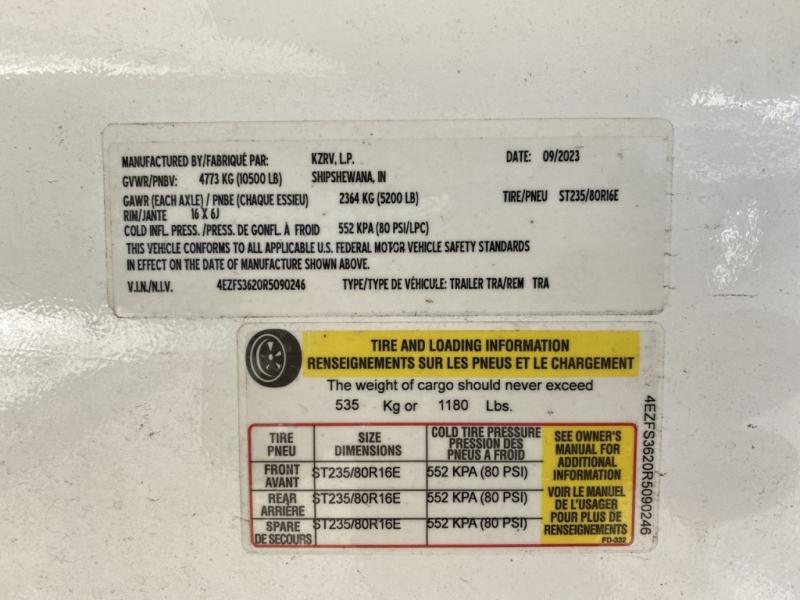 MANUFACTURED BY/FABRIQUÉ PAR: KZRV, L.P. DATE: 09/2023
GVWR/PNBV: 4773 KG (10500 LB) SHIPSHEWANA, IN
GAWR (EACH AXLE) / PNBE (CHAQUE ESSIEU) 2364 KG (5200 LB) TIRE/PNEU ST235/80R16E
RIM/JANTE 16 X 6J
COLD INFL. PRESS. /PRESS. DE GONFL. À FROID 552 KPA (80 PSI/LPC)
THIS VEHICLE CONFORMS TO ALL APPLICABLE U.S. FEDERAL MOTOR VEHICLE SAFETY STANDARDS
IN EFFECT ON THE DATE OF MANUFACTURE SHOWN ABOVE.
V.I.N./N.I.V. 4EZFS3620R5090246 TYPE/TYPE DE VÉHICULE: TRAILER TRA/REM TRA
TIRE AND LOADING INFORMATION
RENSEIGNEMENTS SUR LES PNEUS ET LE CHARGEMENT
The weight of cargo should never exceed
535 Kg or 1180 Lbs.
TIRE
PNEU
SIZE
DIMENSIONS
COLD TIRE PRESSURE
PRESSION DES
PNEUS A FROID
FRONT
AVANT
ST235/80R16E
552 KPA (80 PSI)
REAR
ARRIÈRE
ST235/80R16E
552 KPA (80 PSI)
SPARE
DE SECOURS
ST235/80R16E
552 KPA (80 PSI)
SEE OWNER'S
MANUAL FOR
ADDITIONAL
INFORMATION
VOIR LE MANUEL
DE L'USAGER
POUR PLUS DE
RENSEIGNEMENTS
FD-332
4EZFS3620R5090246